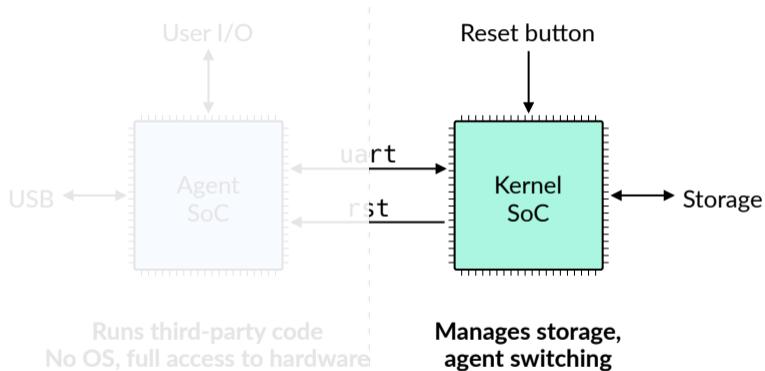 User I/O
Reset button
uart
USB
Agent
SoC
Kernel
SoC
Storage
rst
Runs third-party code
No OS, full access to hardware
Manages storage,
agent switching